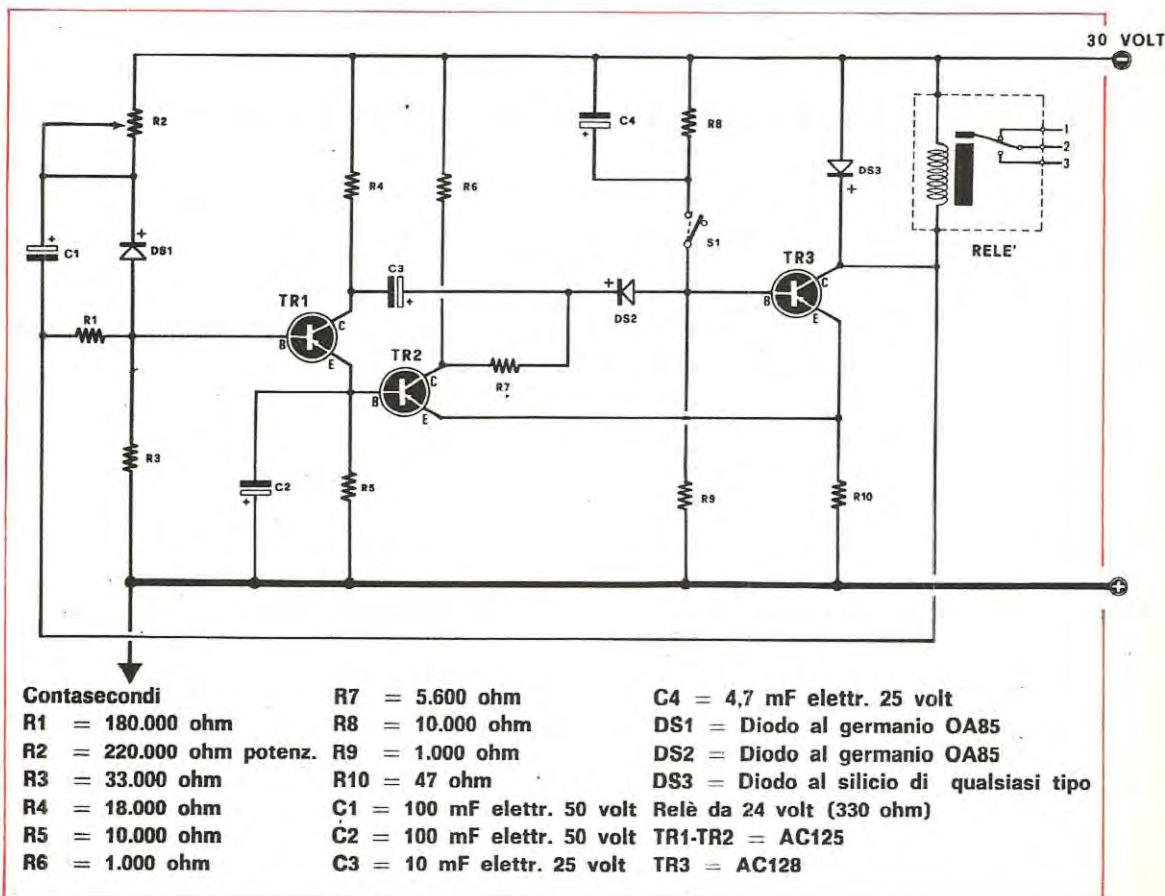 30 VOLT
R2
C4
R8
1
2
3
DS3
R4
R6
S1
RELE'
C1
DS1
C3
TR3
TR1
DS2
B
C
E
R1
B
C
E
TR2
C
B
E
R7
R3
C2
R5
R9
R10
Contasecondi
R1 = 180.000 ohm
R2 = 220.000 ohm potenz.
R3 = 33.000 ohm
R4 = 18.000 ohm
R5 = 10.000 ohm
R6 = 1.000 ohm
R7 = 5.600 ohm
R8 = 10.000 ohm
R9 = 1.000 ohm
R10 = 47 ohm
C1 = 100 mF elettr. 50 volt
C2 = 100 mF elettr. 50 volt
C3 = 10 mF elettr. 25 volt
C4 = 4,7 mF elettr. 25 volt
DS1 = Diodo al germanio OA85
DS2 = Diodo al germanio OA85
DS3 = Diodo al silicio di qualsiasi tipo
Relè da 24 volt (330 ohm)
TR1-TR2 = AC125
TR3 = AC128